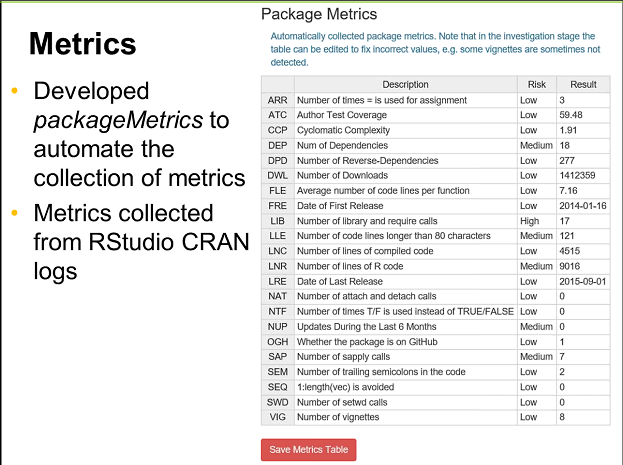 Metrics
• Developed
packageMetrics to
automate the
collection of metrics
• Metrics collected
from RStudio CRAN
logs
Package Metrics
Automatically collected package metrics. Note that in the investigation stage the
table can be edited to fix incorrect values, e.g. some vignettes are sometimes not
detected.
Description Risk Result
ARR Number of times = is used for assignment Low 3
ATC Author Test Coverage Low 59.48
CCP Cyclomatic Complexity Low 1.91
DEP Num of Dependencies Medium 18
DPD Number of Reverse-Dependencies Low 277
DWL Number of Downloads Low 1412359
FLE Average number of code lines per function Low 7.16
FRE Date of First Release Low 2014-01-16
LIB Number of library and require calls High 17
LLE Number of code lines longer than 80 characters Medium 121
LNC Number of lines of compiled code Low 4515
LNR Number of lines of R code Medium 9016
LRE Date of Last Release Low 2015-09-01
NAT Number of attach and detach calls Low 0
NTF Number of times T/F is used instead of TRUE/FALSE Low 0
NUP Updates During the Last 6 Months Medium 0
OGH Whether the package is on GitHub Low 1
SAP Number of sapply calls Medium 7
SEM Number of trailing semicolons in the code Low 2
SEQ 1:length(vec) is avoided Low 0
SWD Number of setwd calls Low 0
VIG Number of vignettes Low 8
Save Metrics Table